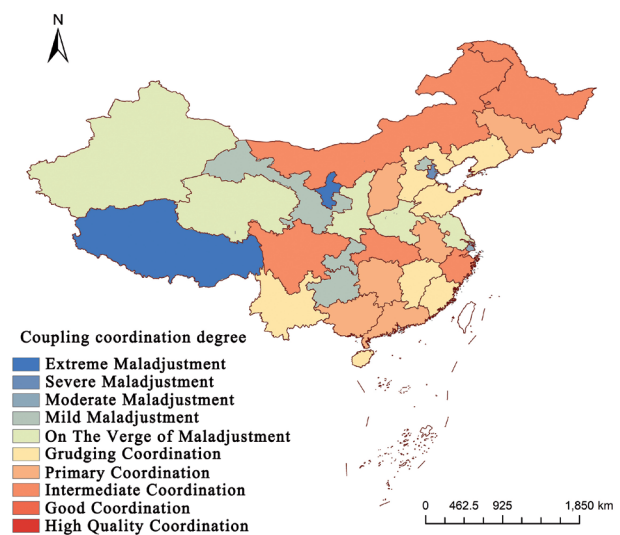 N
Coupling coordination degree
Extreme Maladjustment
Severe Maladjustment
Moderate Maladjustment
Mild Maladjustment
On The Verge of Maladjustment
Grudging Coordination
Primary Coordination
Intermediate Coordination
Good Coordination
High Quality Coordination
0 462.5 925 1,850 km